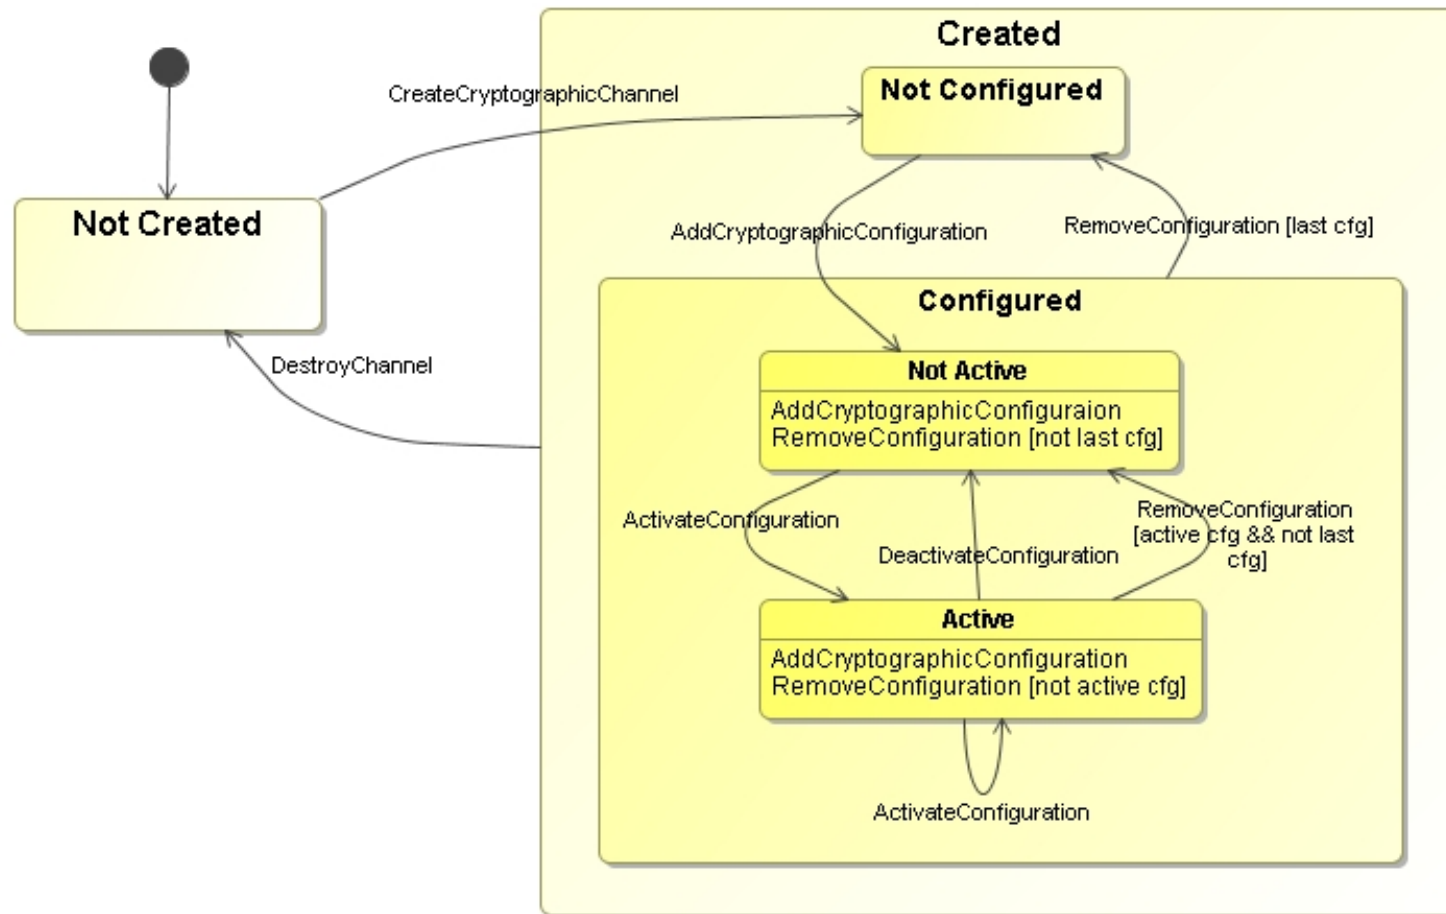 Created
Not Configured
CreateCryptographicChannel
Not Created
AddCryptographicConfiguration
RemoveConfiguration [last cfg]
Configured
DestroyChannel
Not Active
AddCryptographicConfiguraion
RemoveConfiguration [not last cfg]
ActivateConfiguration
DeactivateConfiguration
RemoveConfiguration
[active cfg && not last
cfg]
Active
AddCryptographicConfiguration
RemoveConfiguration [not active cfg]
ActivateConfiguration